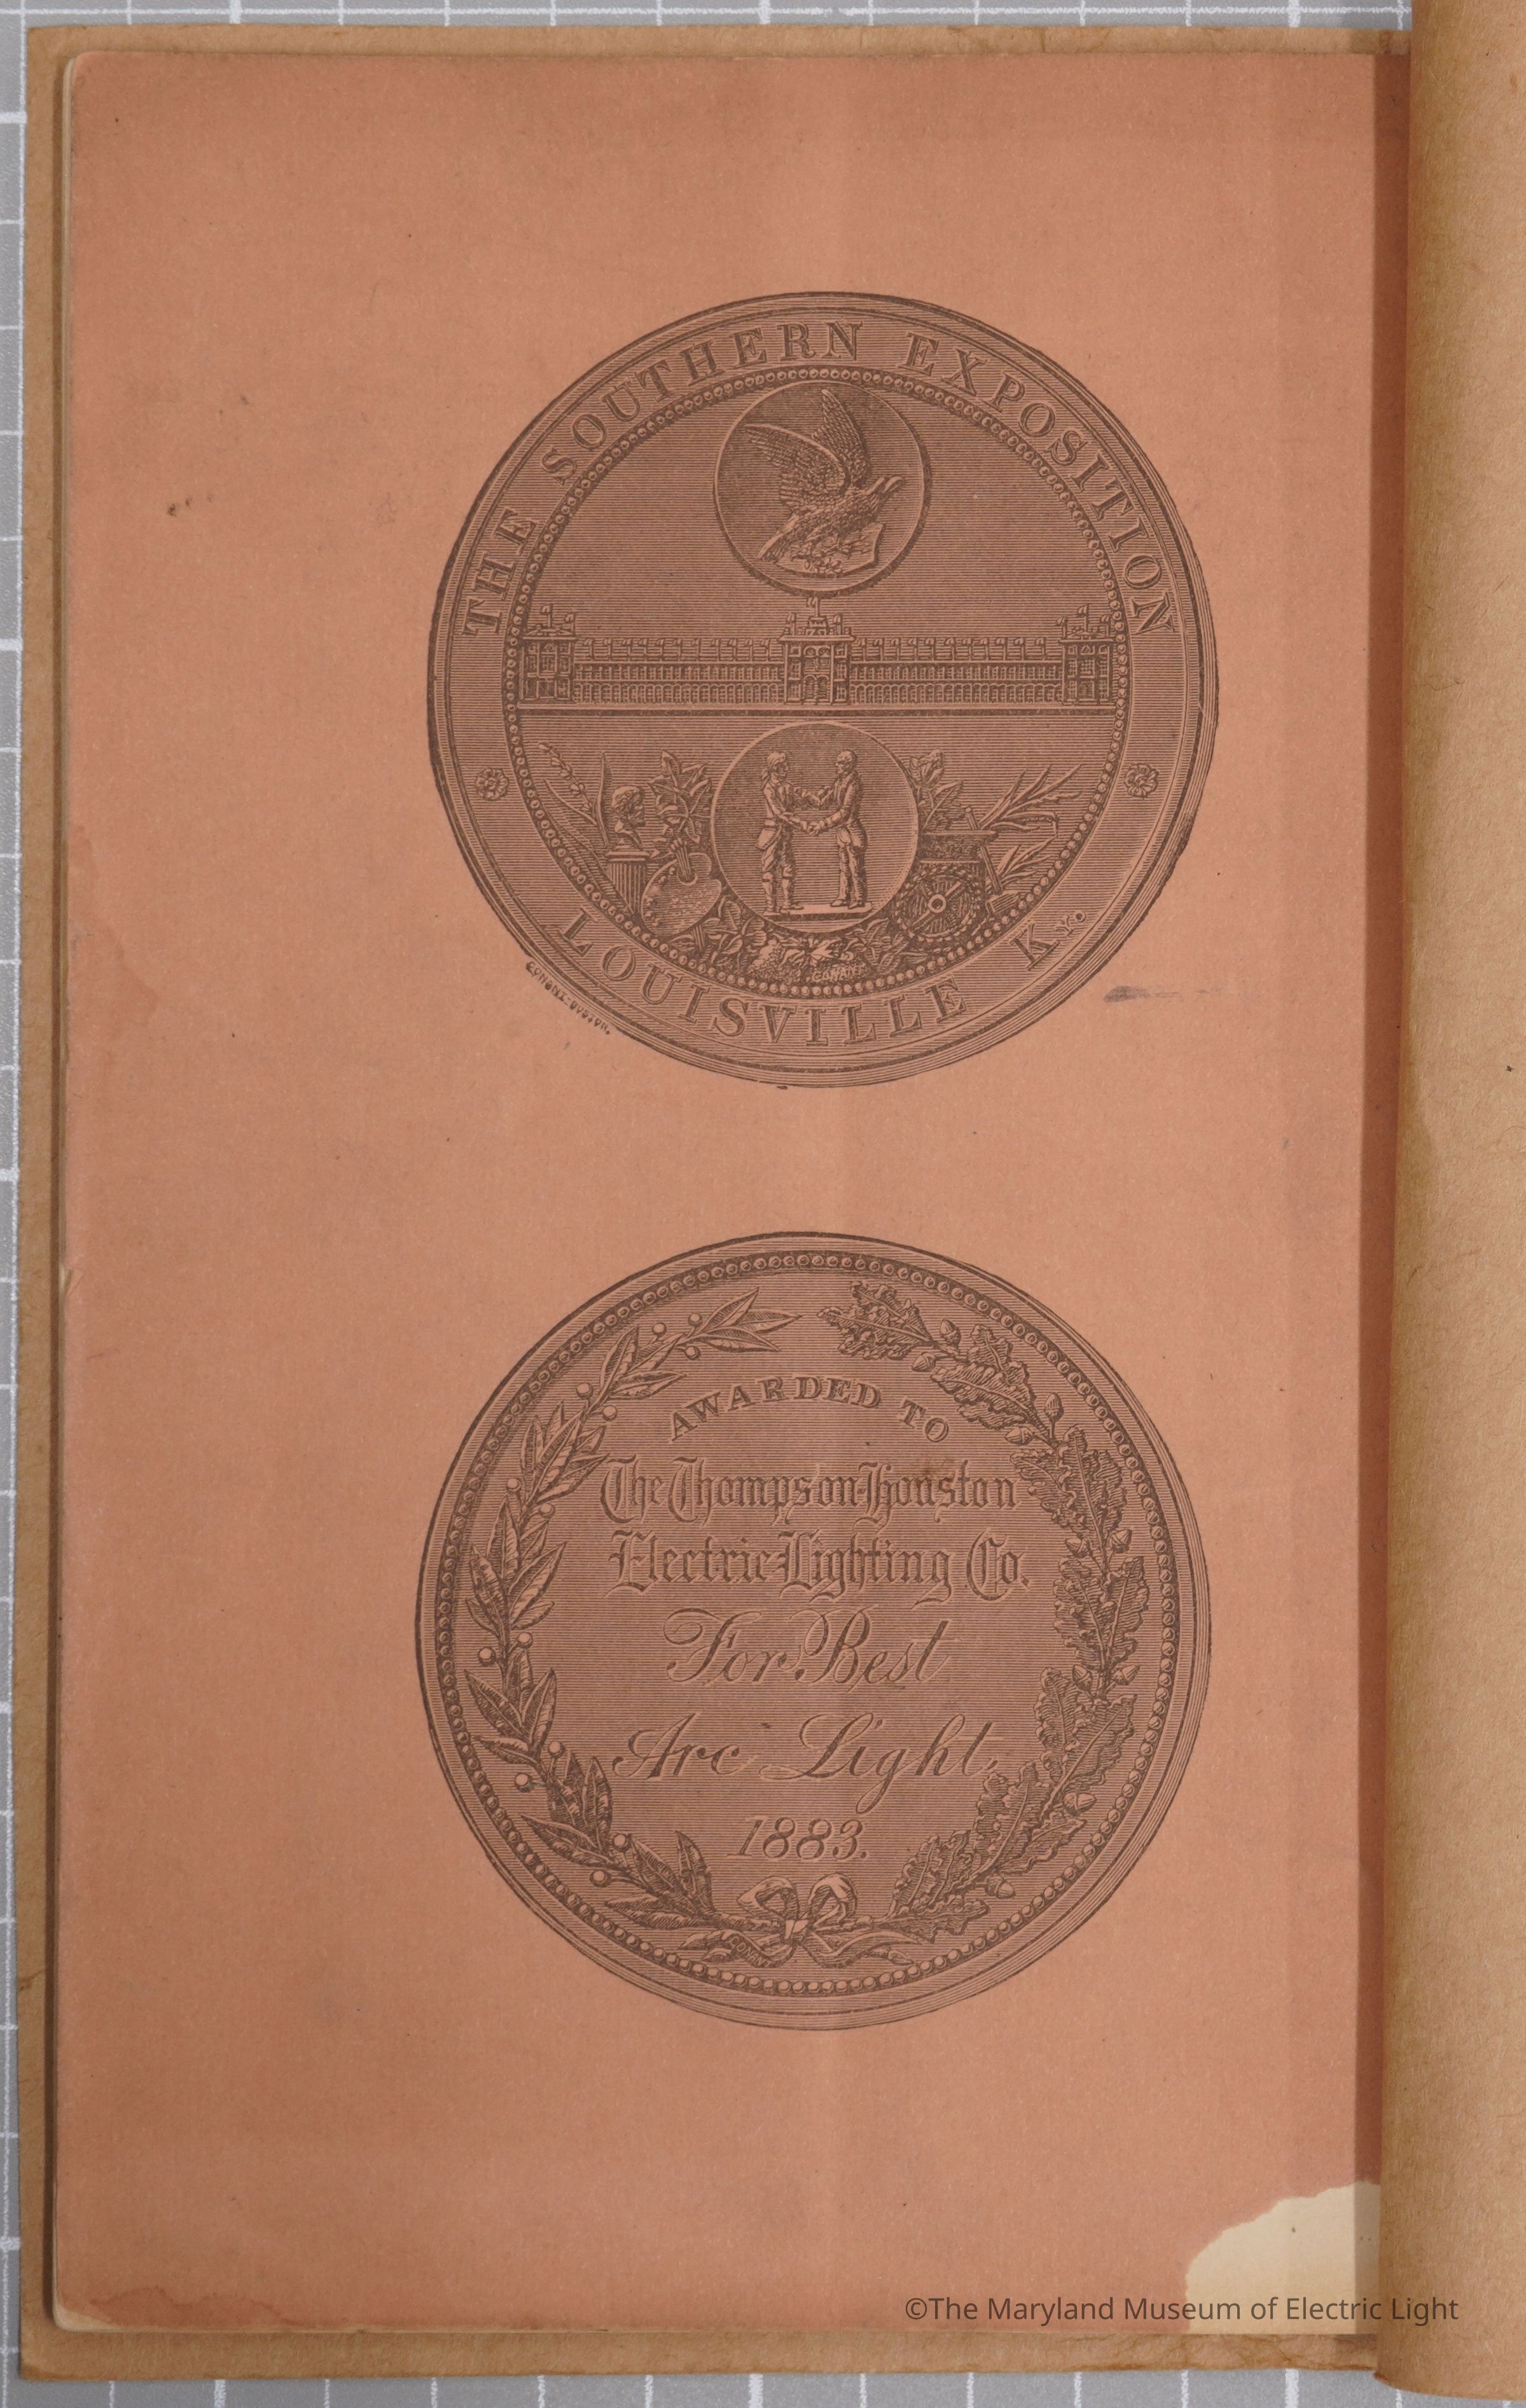 THE SOUTHERN EXPOSITION
LOUISVILLE KY.
CONANT
AWARDED TO
The Thompson Houston
Electric Lighting Co.
For Best
Arc Light,
1883.
©The Maryland Museum of Electric Light